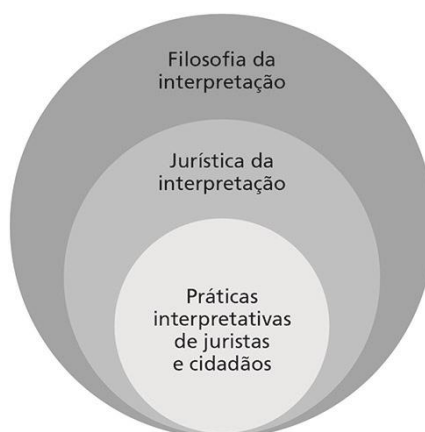 Filosofia da
interpretação
Jurística da
interpretação
Práticas
interpretativas
de juristas
e cidadãos